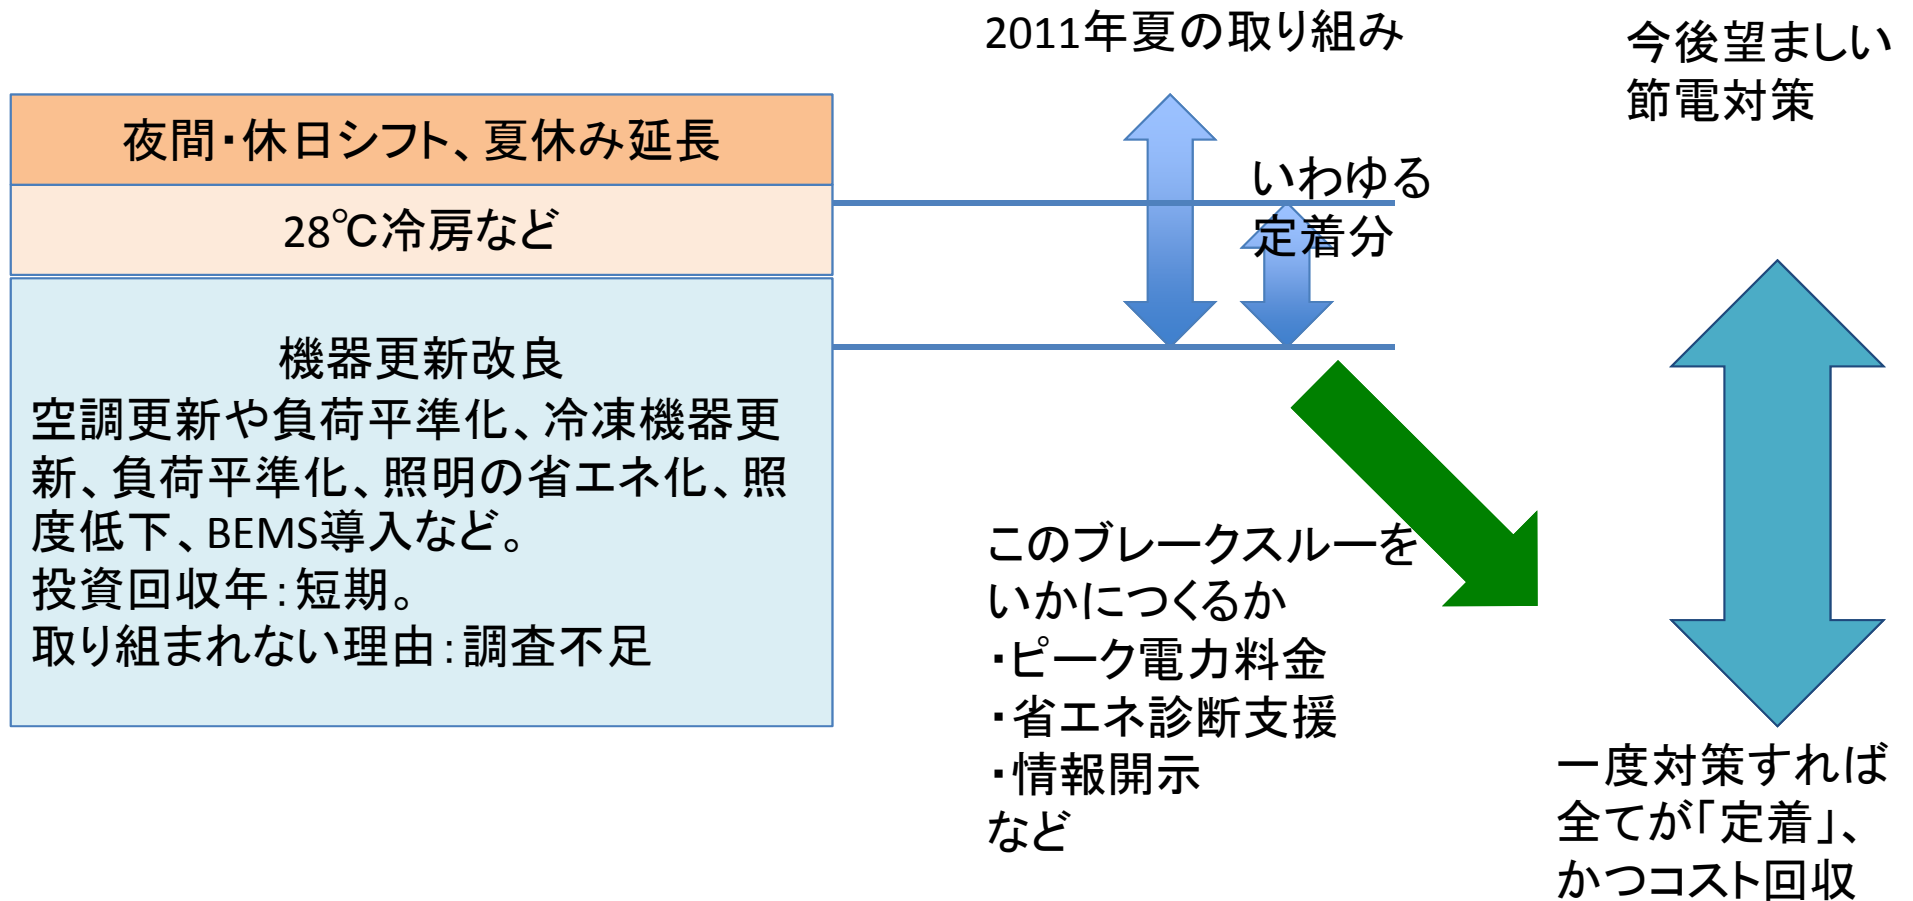 2011年夏の取り組み
今後望ましい
節電対策
夜間・休日シフト、夏休み延長
28℃冷房など
いわゆる
定着分
機器更新改良
空調更新や負荷平準化、冷凍機器更
新、負荷平準化、照明の省エネ化、照
度低下、BEMS導入など。
投資回収年：短期。
取り組まれない理由：調査不足
このブレークスルーを
いかにつくるか
・ピーク電力料金
・省エネ診断支援
・情報開示
など
一度対策すれば
全てが「定着」、
かつコスト回収